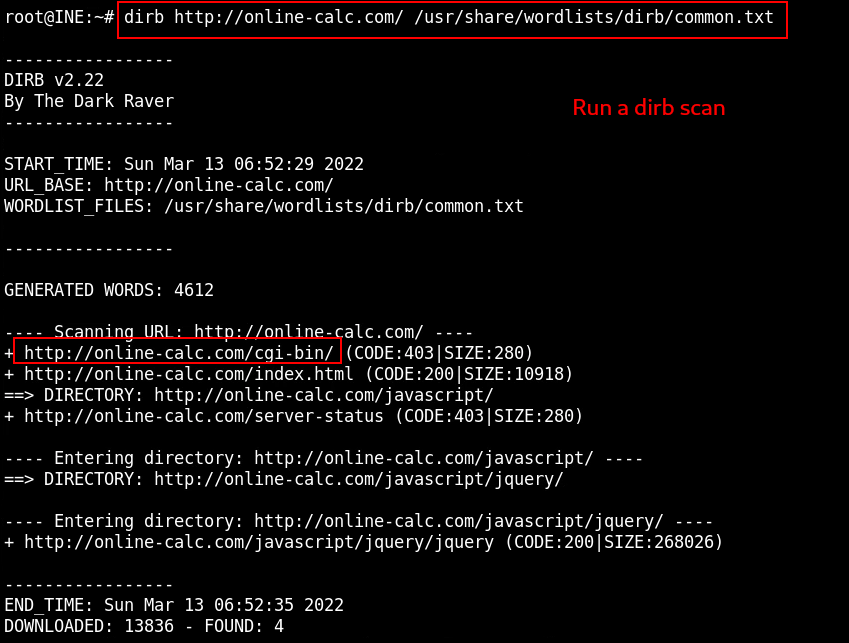 root@INE:~# dirb http://online-calc.com/ /usr/share/wordlists/dirb/common.txt
-----------------
DIRB v2.22
By The Dark Raver
Run a dirb scan
-----------------
START_TIME: Sun Mar 13 06:52:29 2022
URL_BASE: http://online-calc.com/
WORDLIST_FILES: /usr/share/wordlists/dirb/common.txt
-----------------
GENERATED WORDS: 4612
---- Scanning URL: http://online-calc.com/ ----
+ http://online-calc.com/cgi-bin/ (CODE:403|SIZE:280)
+ http://online-calc.com/index.html (CODE:200|SIZE:10918)
==> DIRECTORY: http://online-calc.com/javascript/
+ http://online-calc.com/server-status (CODE:403|SIZE:280)
---- Entering directory: http://online-calc.com/javascript/ ----
==> DIRECTORY: http://online-calc.com/javascript/jquery/
---- Entering directory: http://online-calc.com/javascript/jquery/ ----
+ http://online-calc.com/javascript/jquery/jquery (CODE:200|SIZE:268026)
-----------------
END_TIME: Sun Mar 13 06:52:35 2022
DOWNLOADED: 13836 - FOUND: 4